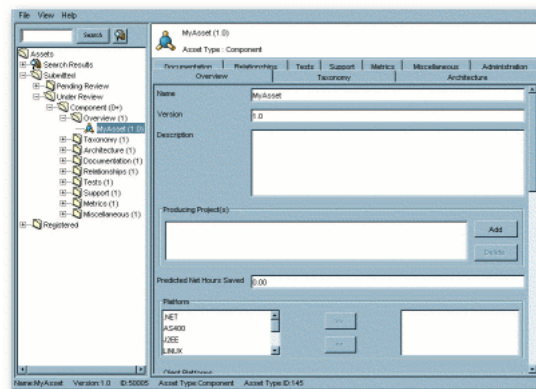 File View Help
Search
MyAsset (1.0)
Asset Type : Component
Assets
Search Results
Submitted
Pending Review
Under Review
Component (0+)
Overview (1)
MyAsset (1.0)
Taxonomy (1)
Architecture (1)
Documentation (1)
Relationships (1)
Tests (1)
Support (1)
Metrics (1)
Miscellaneous (1)
Registered
Documentation Relationships Tests Support Metrics Miscellaneous Administration
Overview Taxonomy Architecture
Name MyAsset
Version 1.0
Description
Producing Project(s)
Add
Delete
Predicted Net Hours Saved 0.00
Platform
.NET
AS400
J2EE
LINUX
>>
<<
Client Platforms
Name:MyAsset Version:1.0 ID:50005 Asset Type:Component Asset Type ID:145